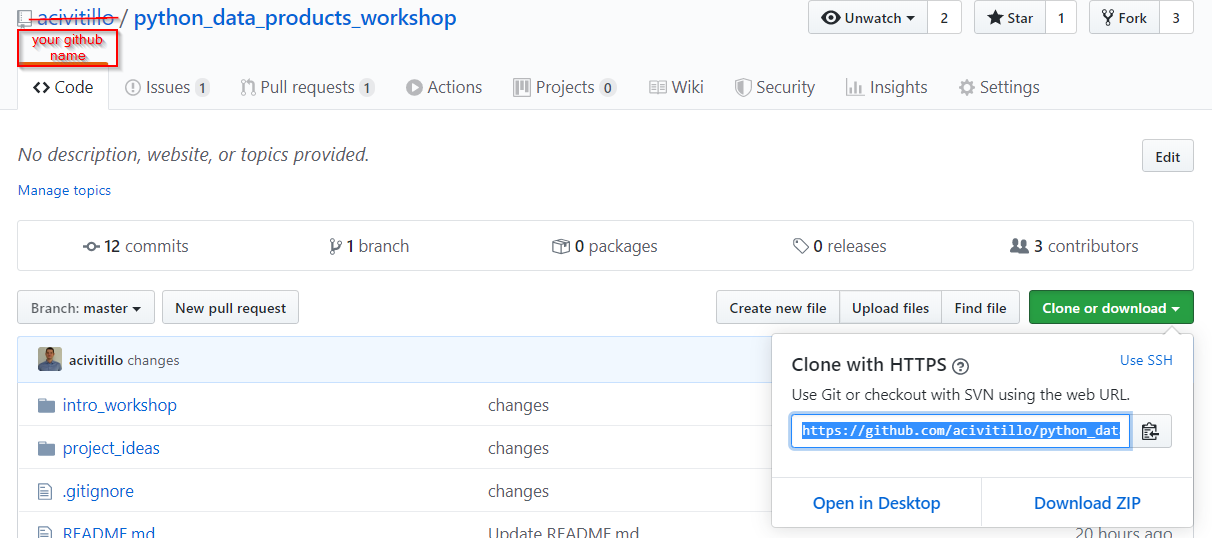 acivitillo / python_data_products_workshop
Unwatch 2 Star 1 Fork 3
your github
name
Code Issues 1 Pull requests 1 Actions Projects 0 Wiki Security Insights Settings
No description, website, or topics provided.
Edit
Manage topics
12 commits 1 branch 0 packages 0 releases 3 contributors
Branch: master New pull request Create new file Upload files Find file Clone or download
acivitillo changes
Clone with HTTPS ? Use SSH
Use Git or checkout with SVN using the web URL.
intro_workshop changes
https://github.com/acivitillo/python_dat
project_ideas changes
.gitignore changes
Open in Desktop Download ZIP
README.md Update README.md 20 hours ago